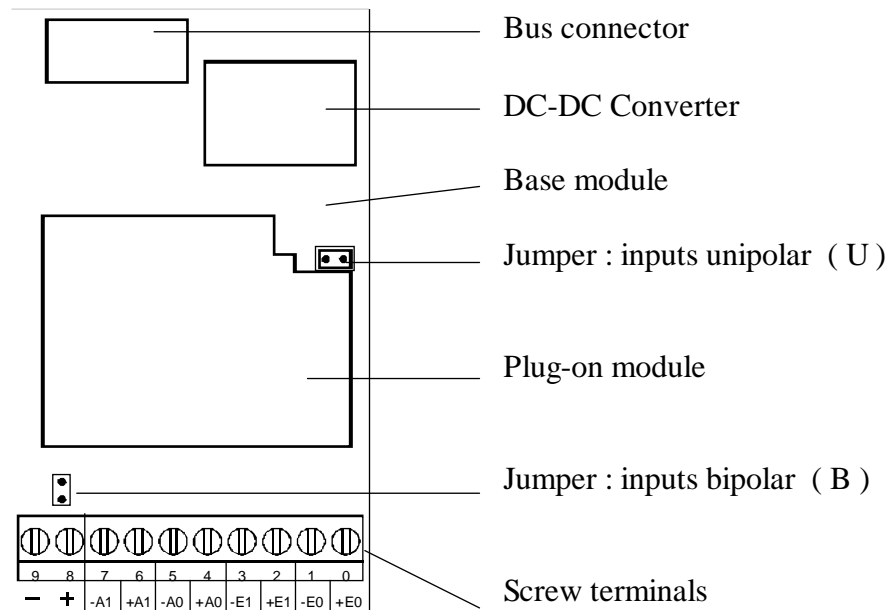 Bus connector
DC-DC Converter
Base module
Jumper : inputs unipolar ( U )
Plug-on module
Jumper : inputs bipolar ( B )
9 8 7 6 5 4 3 2 1 0
− + -A1 +A1 -A0 +A0 -E1 +E1 -E0 +E0
Screw terminals